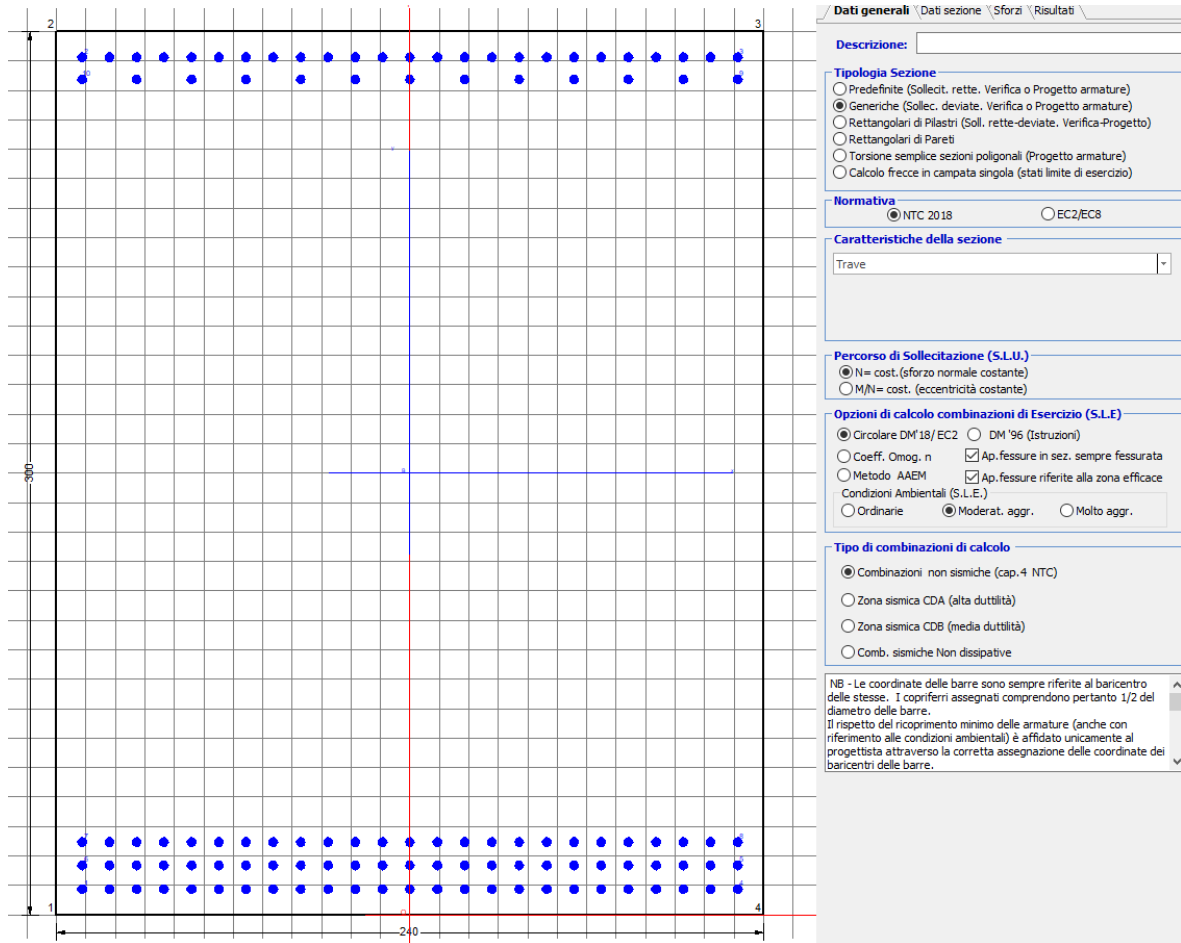 2
3
300
1
4
240
Dati generali
Dati sezione
Sforzi
Risultati
Descrizione:
Tipologia Sezione
Predefinite (Sollecit. rette. Verifica o Progetto armature)
Generiche (Sollec. deviate. Verifica o Progetto armature)
Rettangolari di Pilastri (Soll. rette-deviate. Verifica-Progetto)
Rettangolari di Pareti
Torsione semplice sezioni poligonali (Progetto armature)
Calcolo frecce in campata singola (stati limite di esercizio)
Normativa
NTC 2018
EC2/EC8
Caratteristiche della sezione
Trave
Percorso di Sollecitazione (S.L.U.)
N= cost.(sforzo normale costante)
M/N= cost. (eccentricità costante)
Opzioni di calcolo combinazioni di Esercizio (S.L.E)
Circolare DM'18/ EC2
DM '96 (Istruzioni)
Coeff. Omog. n
Ap.fessure in sez. sempre fessurata
Metodo AAEM
Ap.fessure riferite alla zona efficace
Condizioni Ambientali (S.L.E.)
Ordinarie
Moderat. aggr.
Molto aggr.
Tipo di combinazioni di calcolo
Combinazioni non sismiche (cap.4 NTC)
Zona sismica CDA (alta duttilità)
Zona sismica CDB (media duttilità)
Comb. sismiche Non dissipative
NB - Le coordinate delle barre sono sempre riferite al baricentro
delle stesse. I copriferri assegnati comprendono pertanto 1/2 del
diametro delle barre.
Il rispetto del ricoprimento minimo delle armature (anche con
riferimento alle condizioni ambientali) è affidato unicamente al
progettista attraverso la corretta assegnazione delle coordinate dei
baricentri delle barre.